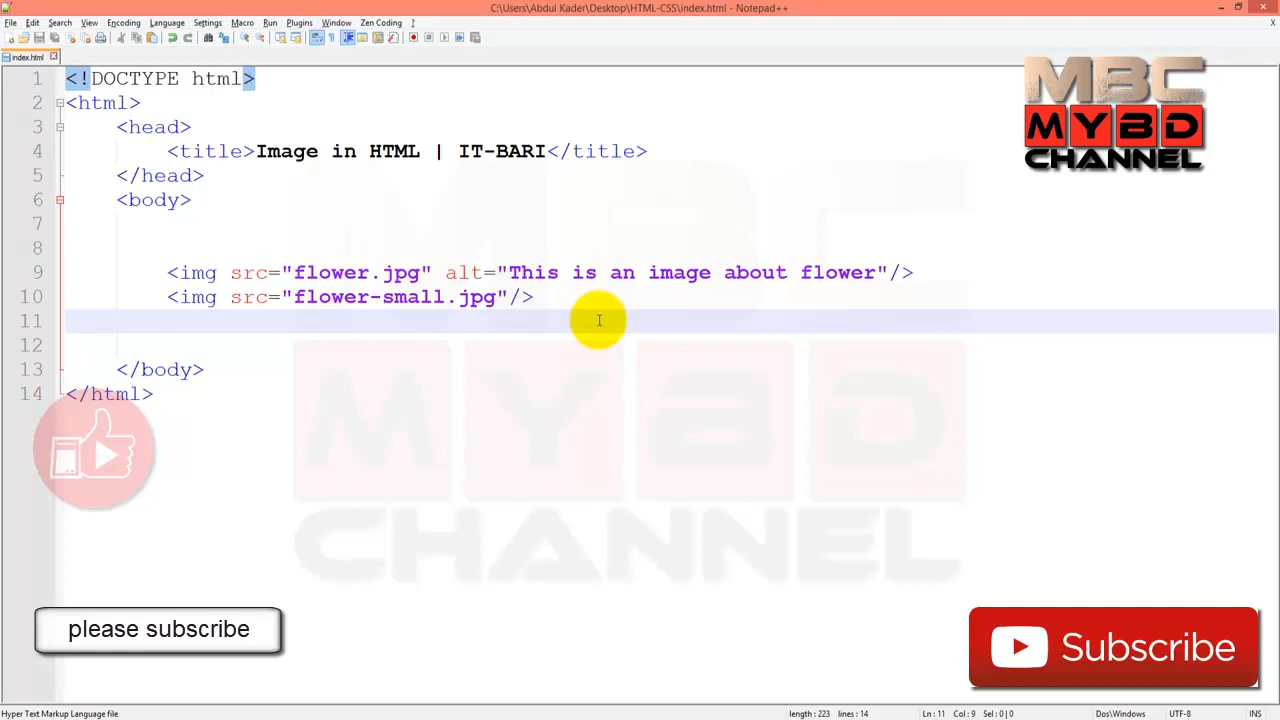 C:\Users\Abdul Kader\Desktop\HTML-CSS\index.html - Notepad++
File Edit Search View Encoding Language Settings Macro Run Plugins Window Zen Coding ? X
index.html
1 <!DOCTYPE html>
2 <html>
3 <head>
4 <title>Image in HTML | IT-BARI</title>
5 </head>
6 <body>
7
8
9 <img src="flower.jpg" alt="This is an image about flower"/>
10 <img src="flower-small.jpg"/>
11
12
13 </body>
14 </html>
MBC
MYBD
CHANNEL
MBC
MYBD
CHANNEL
please subscribe
Subscribe
Hyper Text Markup Language file length : 223 lines : 14 Ln : 11 Col : 9 Sel : 0 | 0 Dos\Windows UTF-8 INS